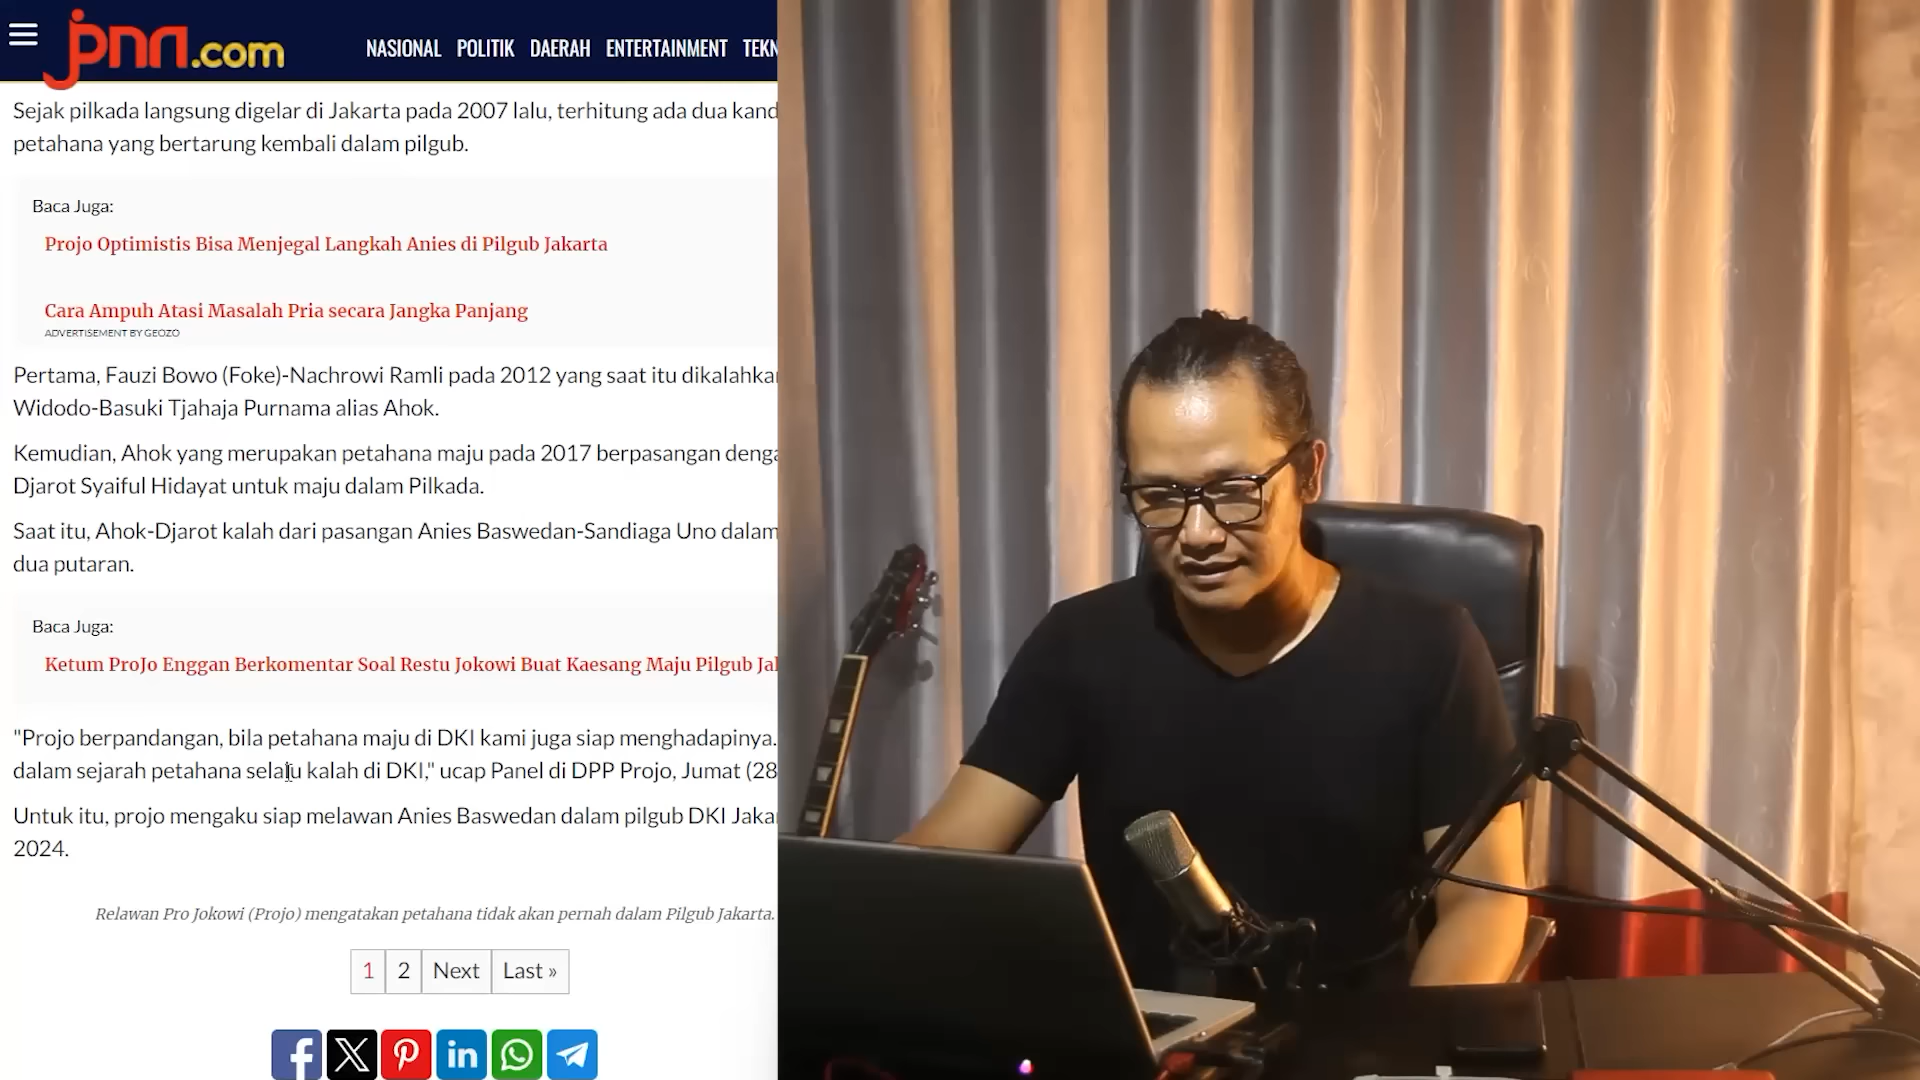 jpnn.com
NASIONAL POLITIK DAERAH ENTERTAINMENT TEKN
Sejak pilkada langsung digelar di Jakarta pada 2007 lalu, terhitung ada dua kand
petahana yang bertarung kembali dalam pilgub.
Baca Juga:
Projo Optimistis Bisa Menjegal Langkah Anies di Pilgub Jakarta
Cara Ampuh Atasi Masalah Pria secara Jangka Panjang
ADVERTISEMENT BY GEOZO
Pertama, Fauzi Bowo (Foke)-Nachrowi Ramli pada 2012 yang saat itu dikalahkan
Widodo-Basuki Tjahaja Purnama alias Ahok.
Kemudian, Ahok yang merupakan petahana maju pada 2017 berpasangan denga
Djarot Syaiful Hidayat untuk maju dalam Pilkada.
Saat itu, Ahok-Djarot kalah dari pasangan Anies Baswedan-Sandiaga Uno dalam
dua putaran.
Baca Juga:
Ketum ProJo Enggan Berkomentar Soal Restu Jokowi Buat Kaesang Maju Pilgub Jal
"Projo berpandangan, bila petahana maju di DKI kami juga siap menghadapinya.
dalam sejarah petahana selalu kalah di DKI," ucap Panel di DPP Projo, Jumat (28
Untuk itu, projo mengaku siap melawan Anies Baswedan dalam pilgub DKI Jakar
2024.
Relawan Pro Jokowi (Projo) mengatakan petahana tidak akan pernah dalam Pilgub Jakarta.
1 2 Next Last »